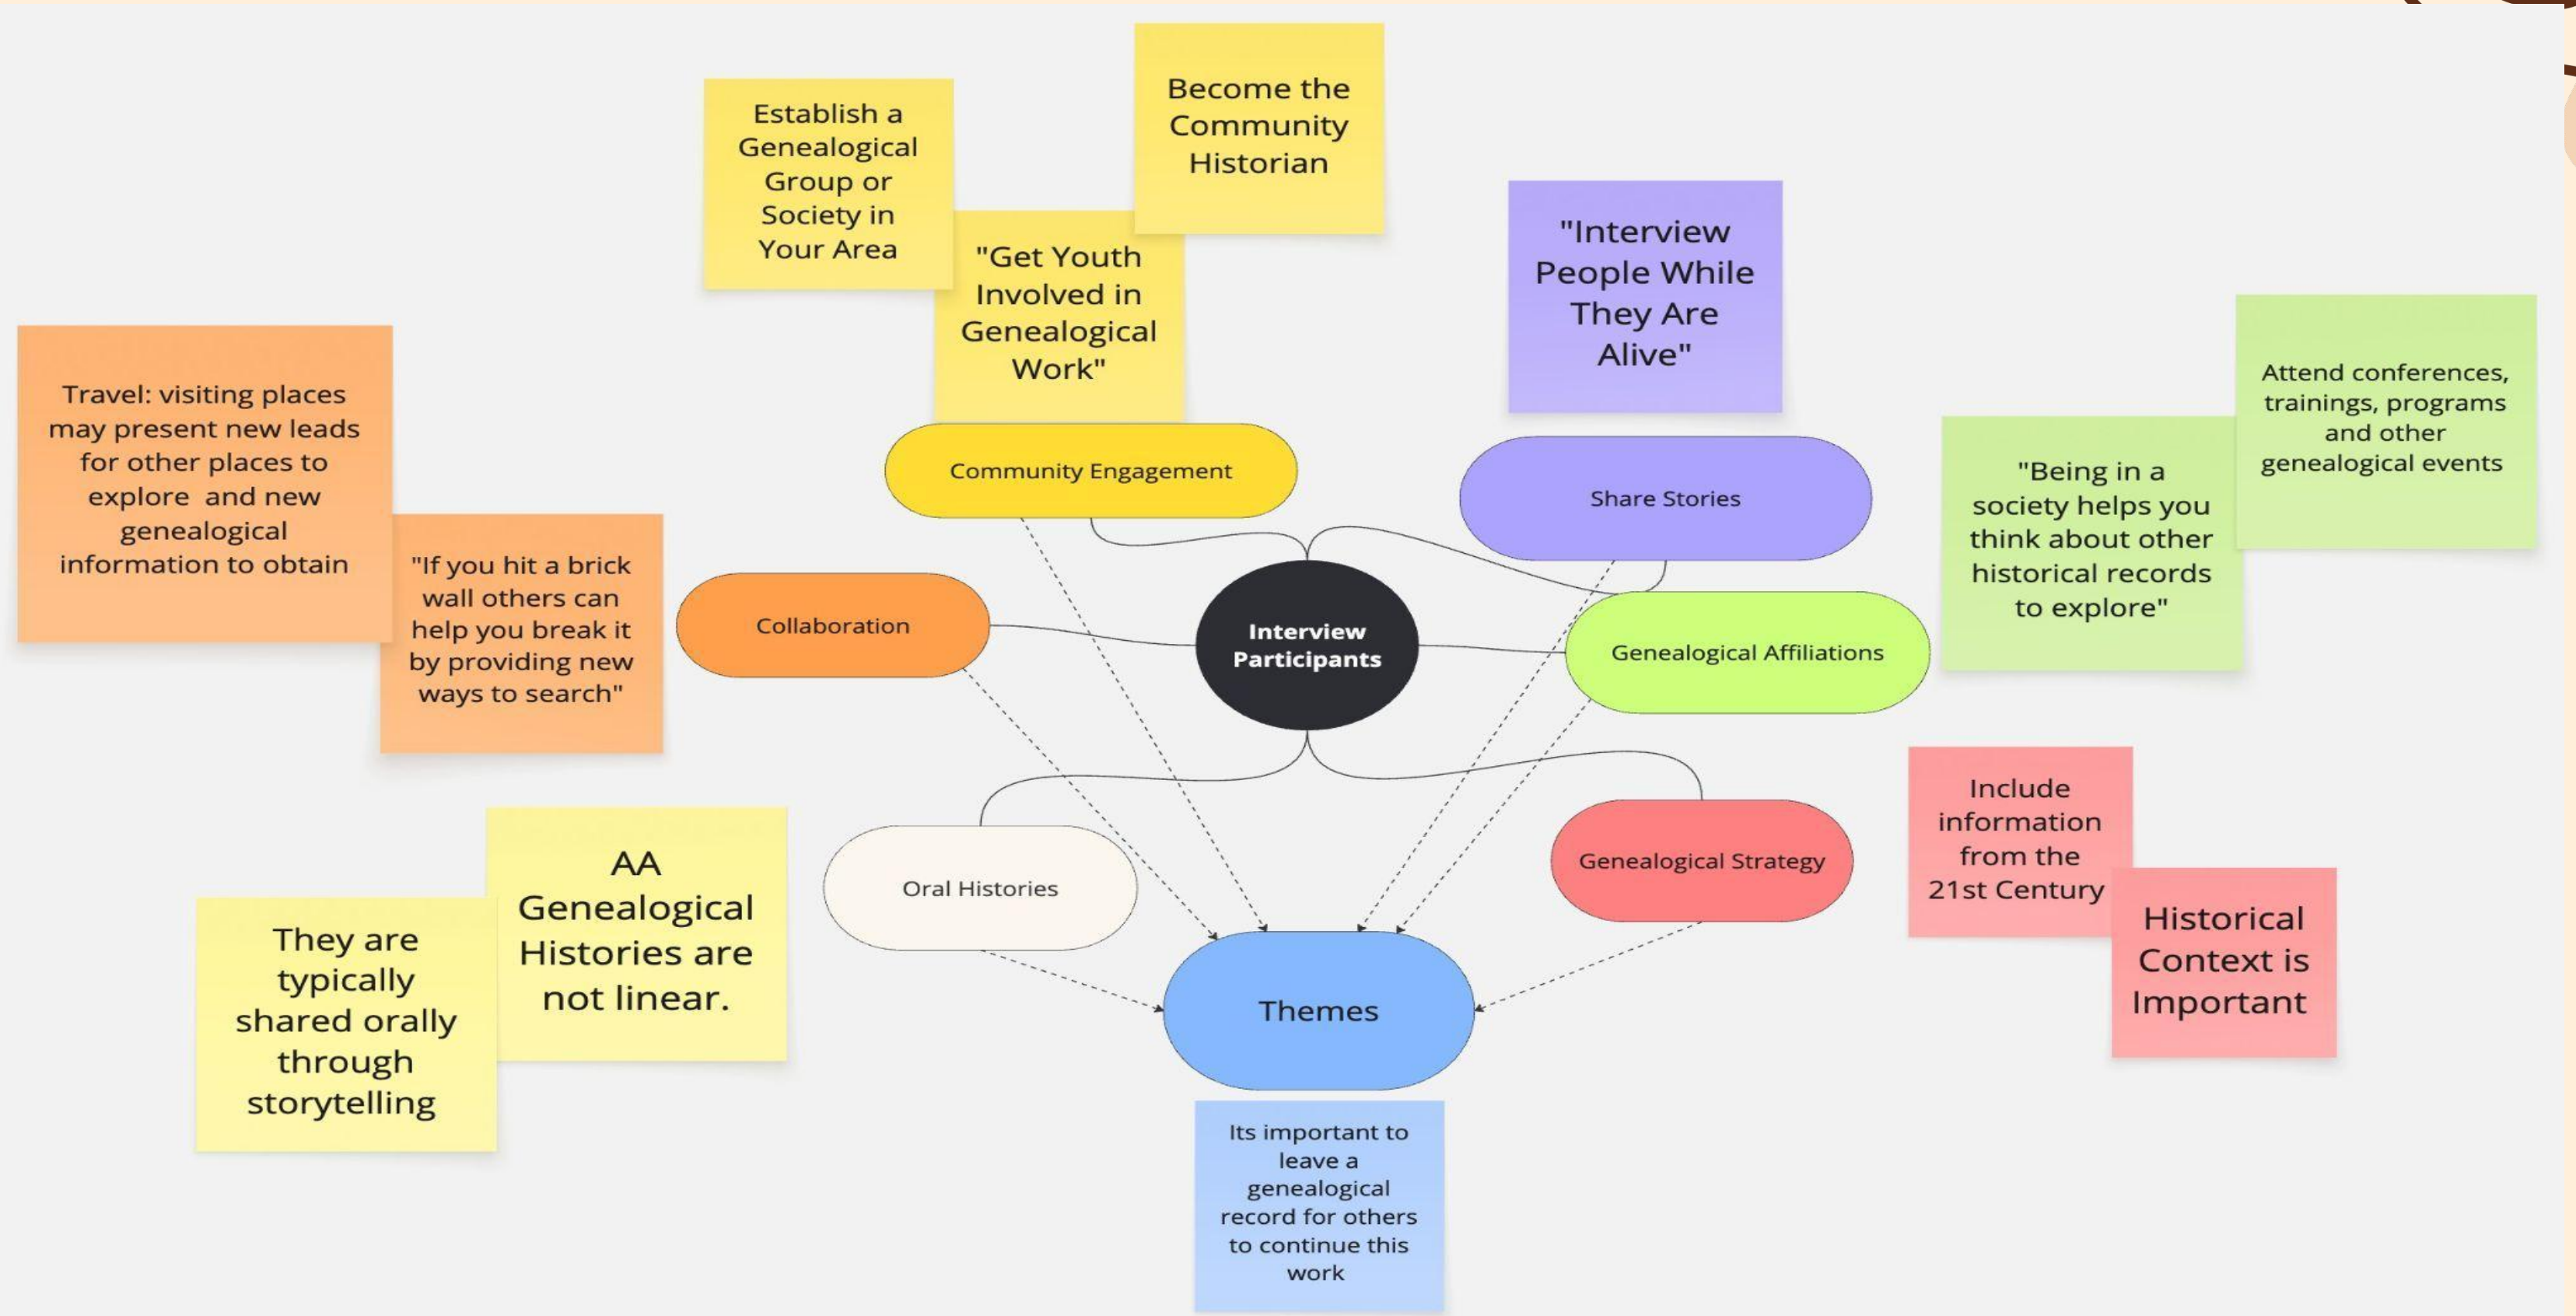 Establish a
Genealogical
Group or
Society in
Your Area
Become the
Community
Historian
"Get Youth
Involved in
Genealogical
Work"
"Interview
People While
They Are
Alive"
Travel: visiting places
may present new leads
for other places to
explore and new
genealogical
information to obtain
"If you hit a brick
wall others can
help you break it
by providing new
ways to search"
Attend conferences,
trainings, programs
and other
genealogical events
"Being in a
society helps you
think about other
historical records
to explore"
Community Engagement
Share Stories
Collaboration
Interview
Participants
Genealogical Affiliations
Oral Histories
Genealogical Strategy
AA
Genealogical
Histories are
not linear.
They are
typically
shared orally
through
storytelling
Include
information
from the
21st Century
Historical
Context is
Important
Themes
Its important to
leave a
genealogical
record for others
to continue this
work